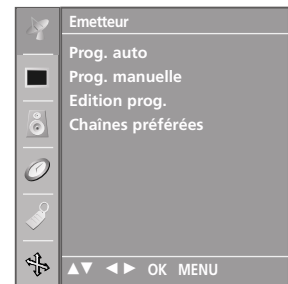 Emetteur
Prog. auto
Prog. manuelle
Edition prog.
Chaînes préférées
▲▼ ◄► OK MENU